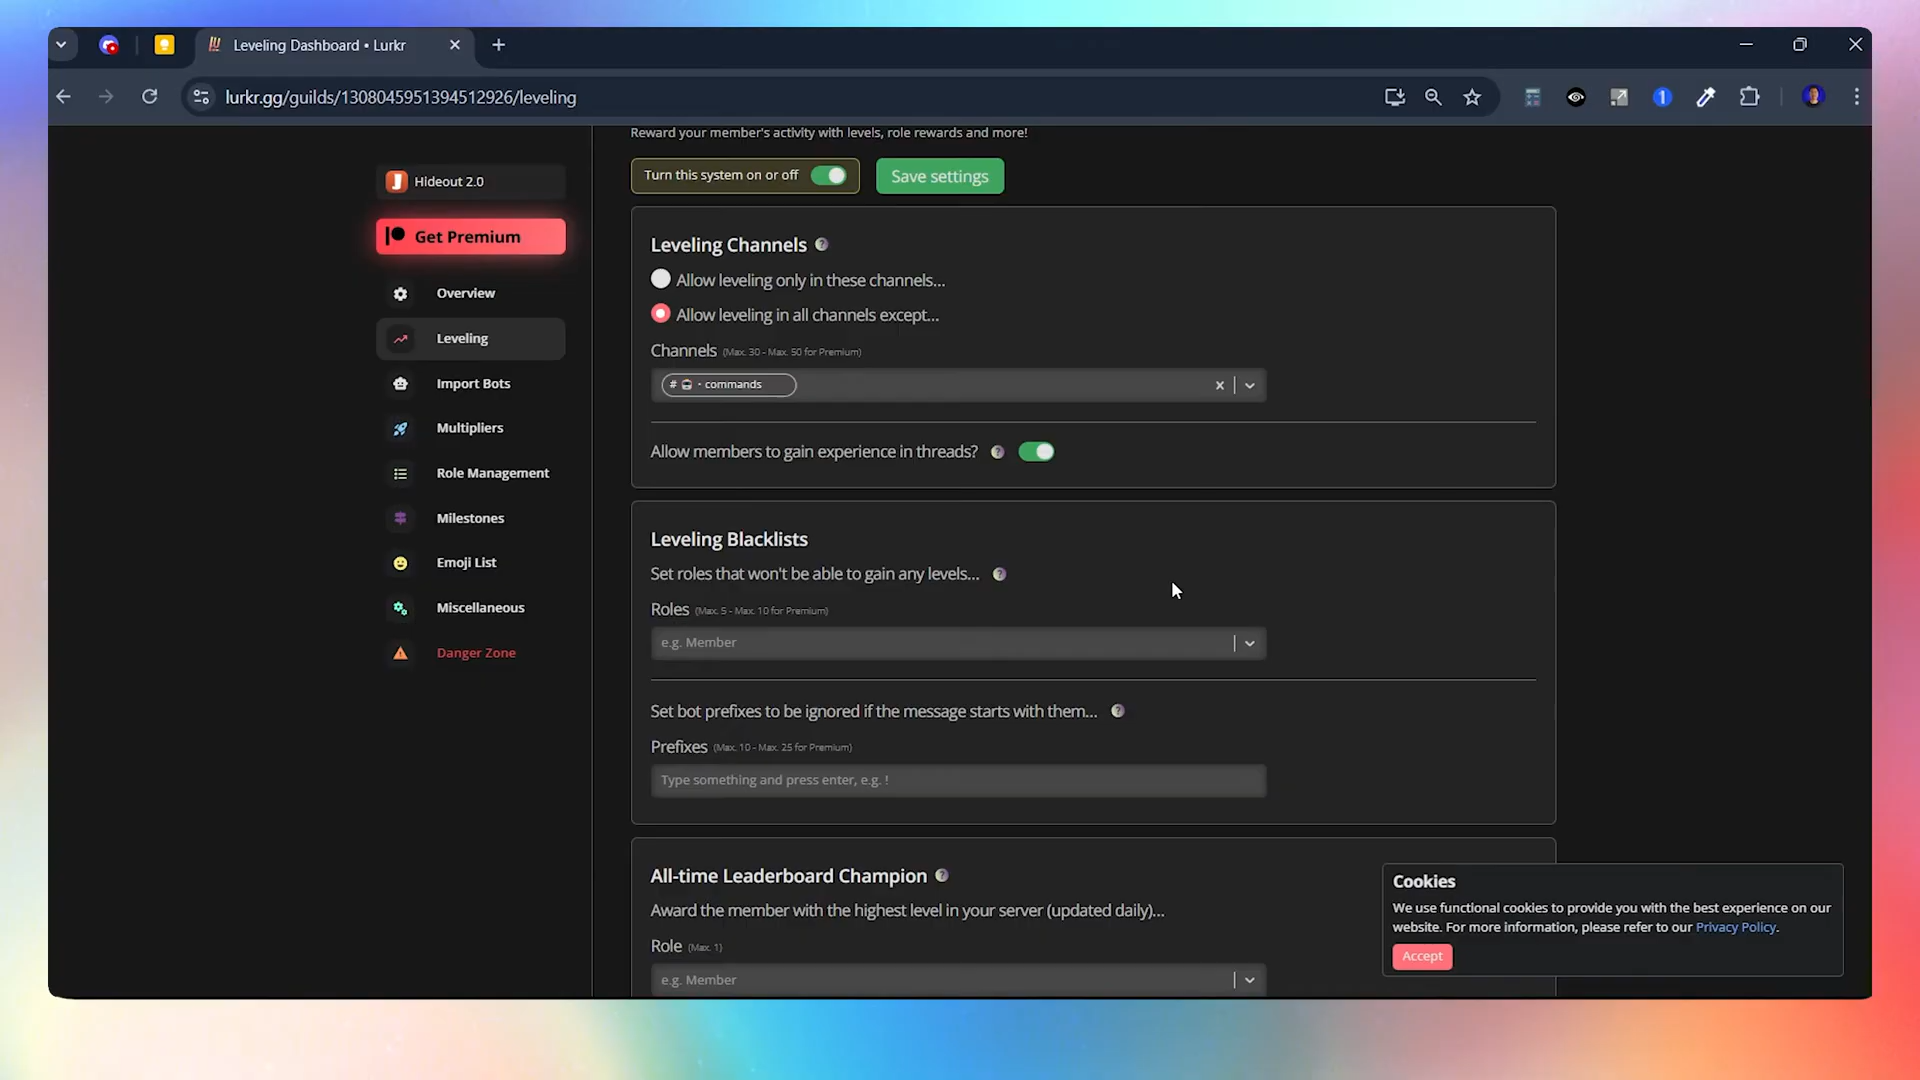 Leveling Dashboard • Lurkr
lurkr.gg/guilds/1308045951394512926/leveling
Reward your member's activity with levels, role rewards and more!
Hideout 2.0
Turn this system on or off
Save settings
Get Premium
Overview
Leveling
Import Bots
Multipliers
Role Management
Milestones
Emoji List
Miscellaneous
Danger Zone
Leveling Channels ?
Allow leveling only in these channels...
Allow leveling in all channels except...
Channels (Max. 30 - Max. 50 for Premium)
# · commands
Allow members to gain experience in threads? ?
Leveling Blacklists
Set roles that won't be able to gain any levels... ?
Roles (Max. 5 - Max. 10 for Premium)
e.g. Member
Set bot prefixes to be ignored if the message starts with them... ?
Prefixes (Max. 10 - Max. 25 for Premium)
Type something and press enter, e.g. !
All-time Leaderboard Champion ?
Award the member with the highest level in your server (updated daily)...
Role (Max. 1)
e.g. Member
Cookies
We use functional cookies to provide you with the best experience on our
website. For more information, please refer to our Privacy Policy.
Accept